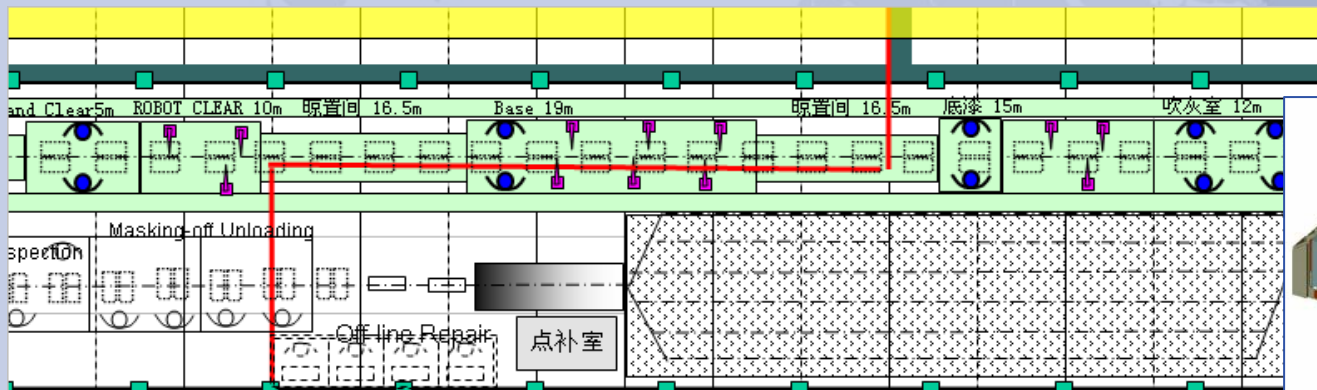 and Clear5m ROBOT CLEAR 10m 晾置间 16.5m Base 19m 晾置间 16.5m 底漆 15m 吹灰室 12m
Masking-off Unloading
spection
Off-line Repair
点补室